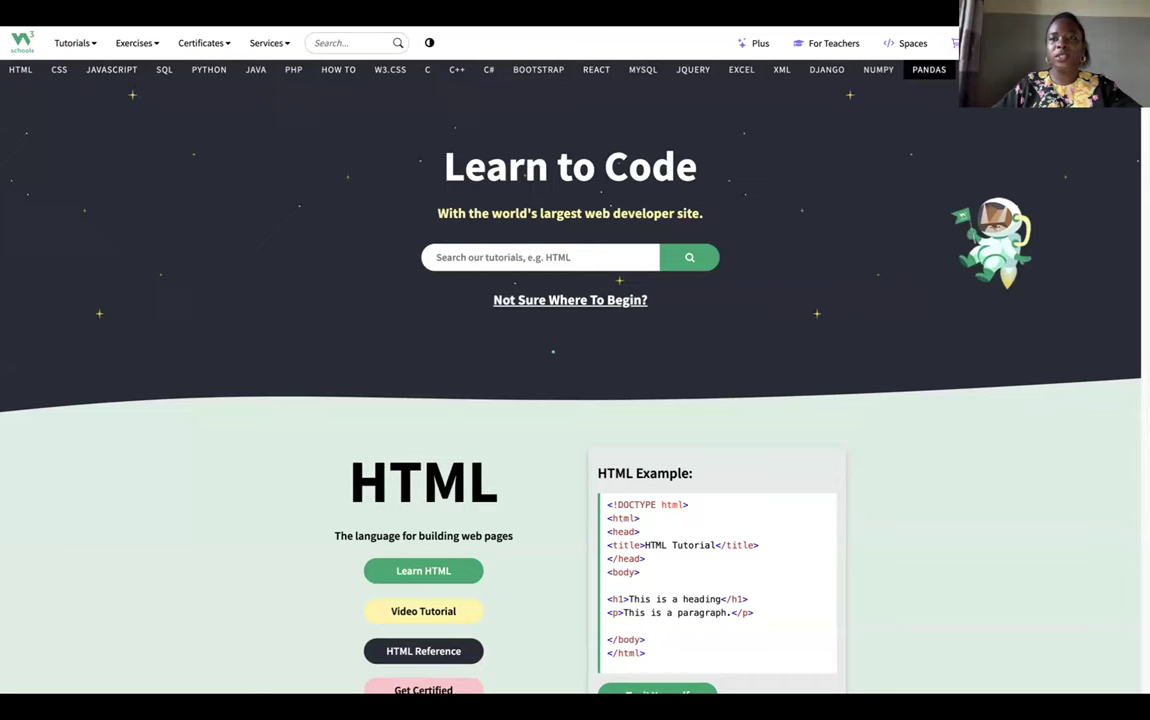 W3 schools
Tutorials Exercises Certificates Services Search... Plus For Teachers Spaces
HTML CSS JAVASCRIPT SQL PYTHON JAVA PHP HOW TO W3.CSS C C++ C# BOOTSTRAP REACT MYSQL JQUERY EXCEL XML DJANGO NUMPY PANDAS
Learn to Code
With the world's largest web developer site.
Search our tutorials, e.g. HTML
Not Sure Where To Begin?
HTML
The language for building web pages
Learn HTML
Video Tutorial
HTML Reference
Get Certified
HTML Example:
<!DOCTYPE html>
<html>
<head>
<title>HTML Tutorial</title>
</head>
<body>
<h1>This is a heading</h1>
<p>This is a paragraph.</p>
</body>
</html>